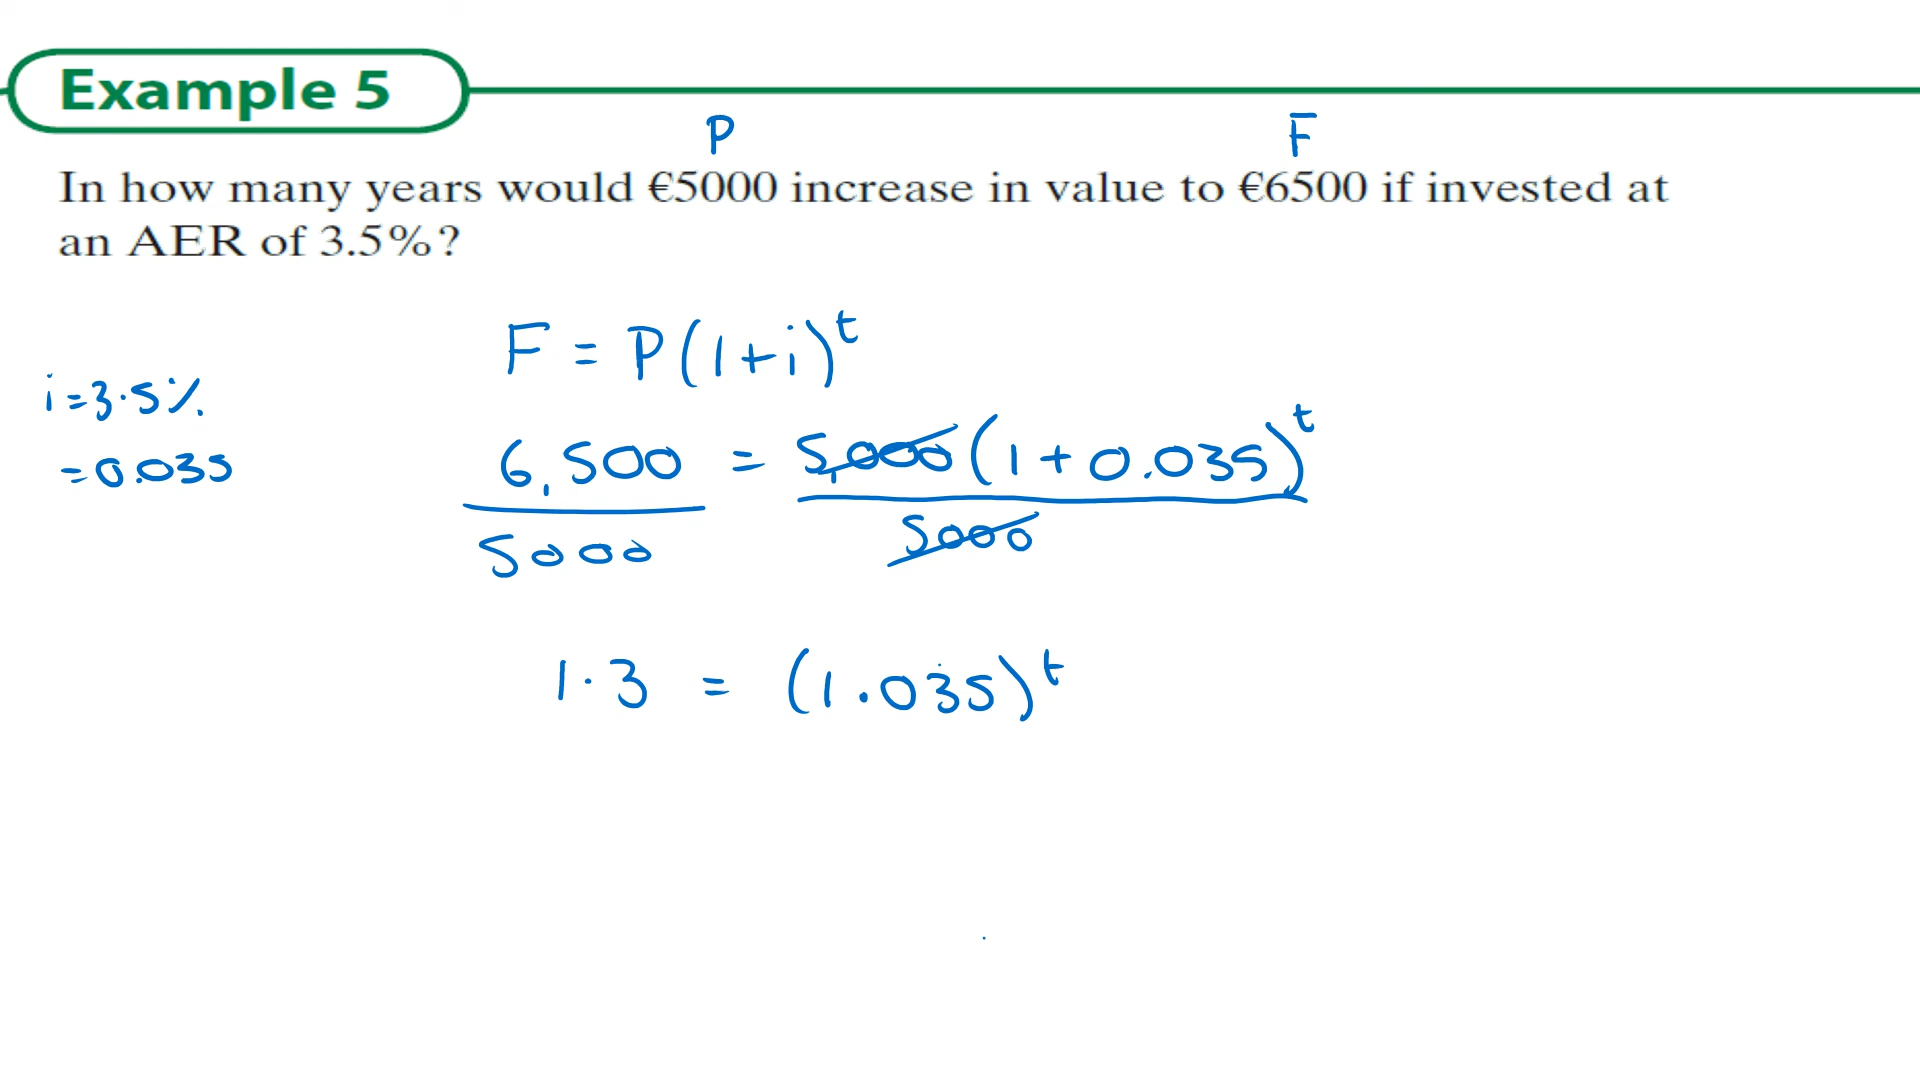 Example 5
P F
In how many years would €5000 increase in value to €6500 if invested at
an AER of 3.5%?
F = P(1+i)^t
i = 3.5%
= 0.035
6,500 = 5,000(1+0.035)^t
5000 5000
1.3 = (1.035)^t